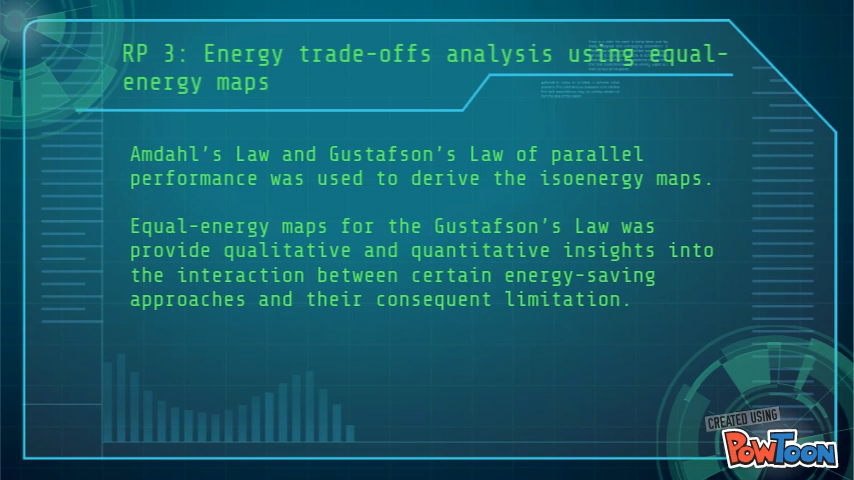 RP 3: Energy trade-offs analysis using equal-
energy maps
Amdahl’s Law and Gustafson’s Law of parallel
performance was used to derive the isoenergy maps.
Equal-energy maps for the Gustafson’s Law was
provide qualitative and quantitative insights into
the interaction between certain energy-saving
approaches and their consequent limitation.
CREATED USING
POWTOON